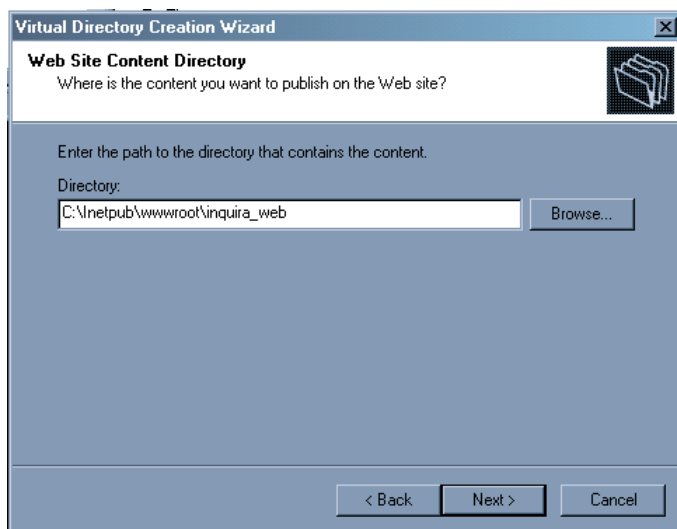 Virtual Directory Creation Wizard
Web Site Content Directory
Where is the content you want to publish on the Web site?
Enter the path to the directory that contains the content.
Directory:
C:\Inetpub\wwwroot\inquira_web
Browse...
< Back
Next >
Cancel